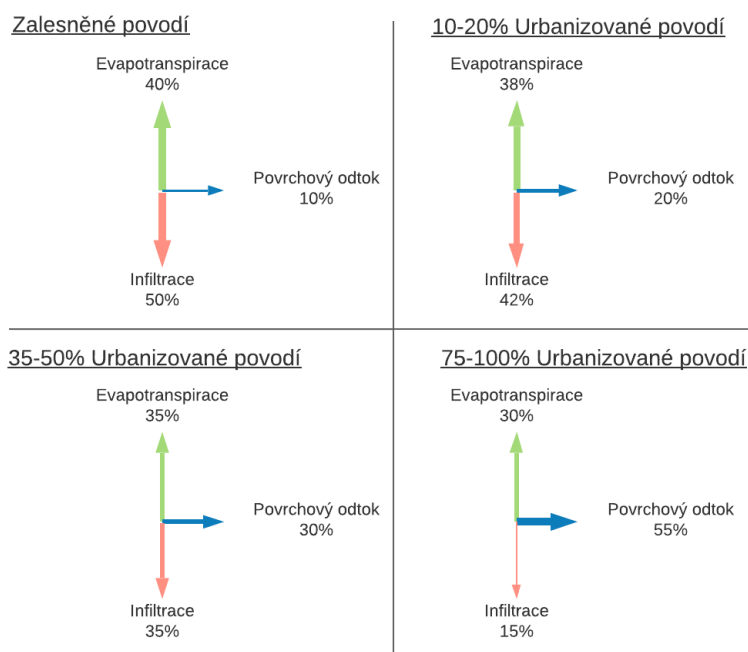 Zalesněné povodí
Evapotranspirace
40%
Povrchový odtok
10%
Infiltrace
50%
10-20% Urbanizované povodí
Evapotranspirace
38%
Povrchový odtok
20%
Infiltrace
42%
35-50% Urbanizované povodí
Evapotranspirace
35%
Povrchový odtok
30%
Infiltrace
35%
75-100% Urbanizované povodí
Evapotranspirace
30%
Povrchový odtok
55%
Infiltrace
15%